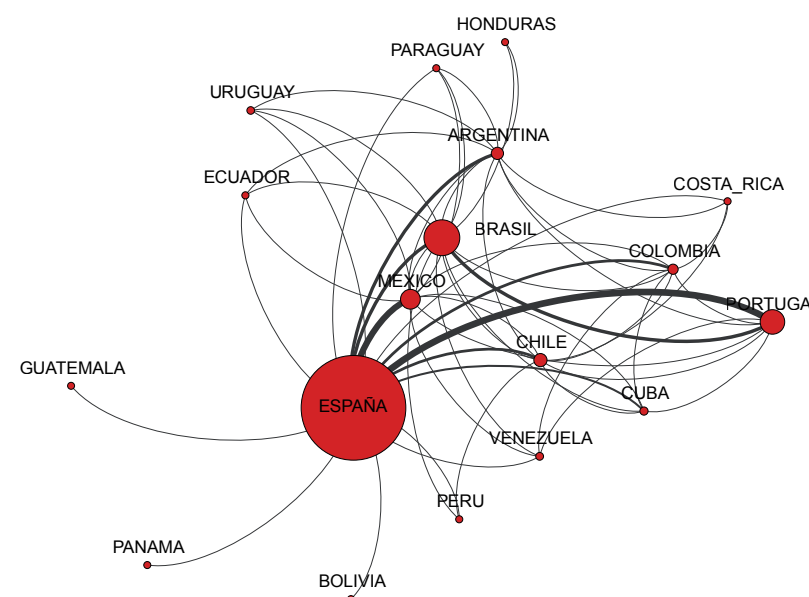 HONDURAS
PARAGUAY
URUGUAY
ARGENTINA
ECUADOR
COSTA_RICA
BRASIL
COLOMBIA
MEXICO
PORTUGA
CHILE
GUATEMALA
CUBA
ESPAÑA
VENEZUELA
PERU
PANAMA
BOLIVIA